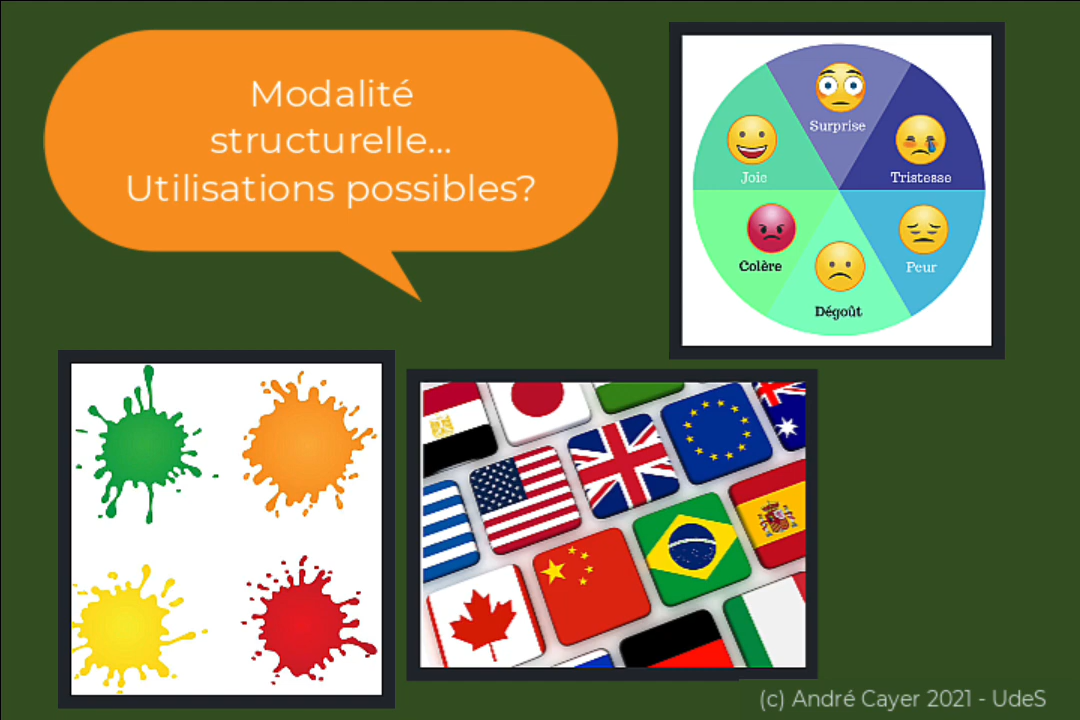 Modalité
structurelle...
Utilisations possibles?
Surprise
Joie
Tristesse
Colère
Peur
Dégoût
(c) André Cayer 2021 - UdeS